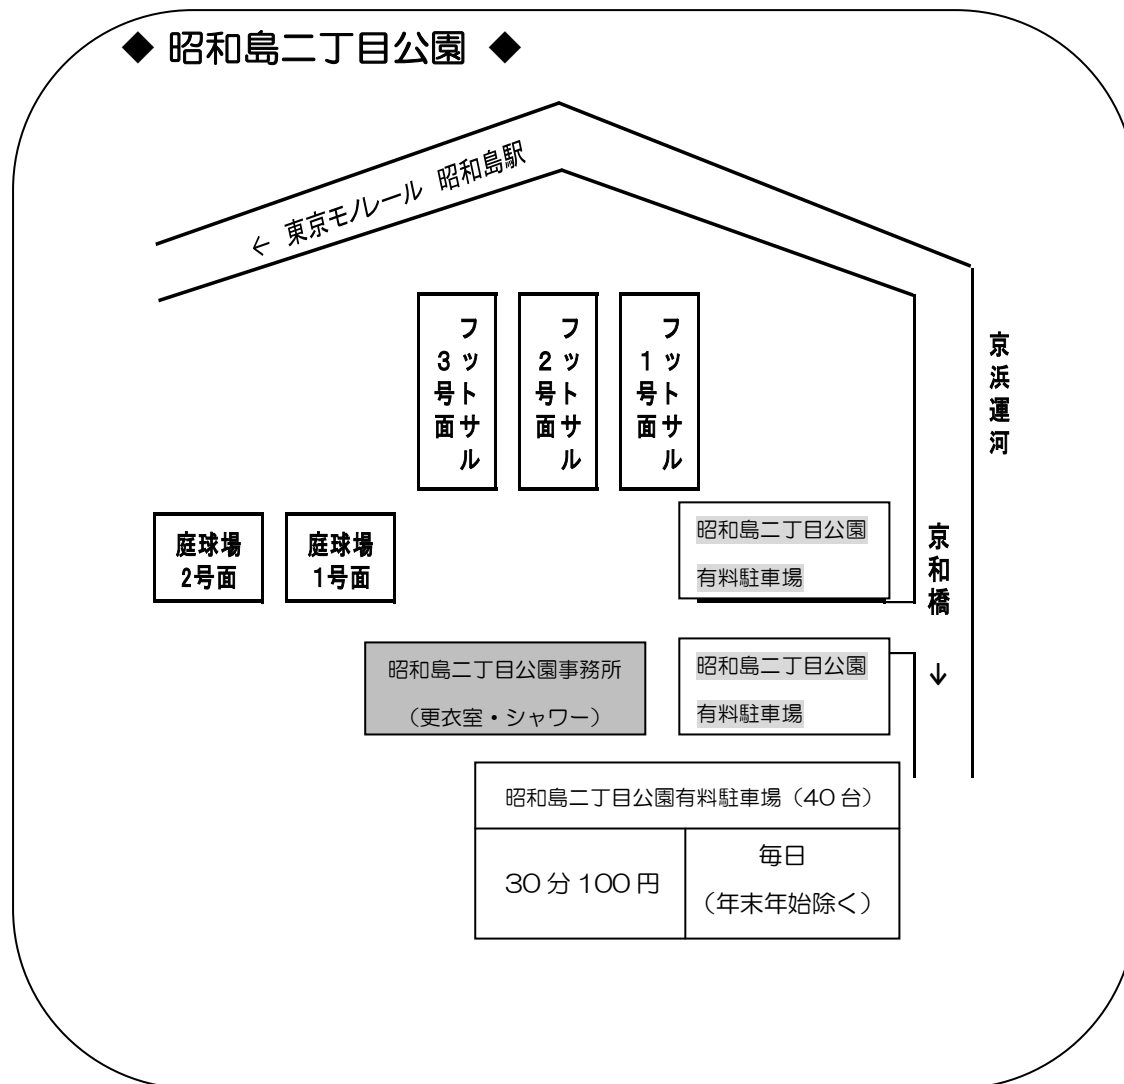 ◆ 昭和島二丁目公園 ◆
← 東京モノレール 昭和島駅
京浜運河
フットサル
1号面
フットサル
2号面
フットサル
3号面
庭球場
2号面
庭球場
1号面
昭和島二丁目公園
有料駐車場
京和橋 ↓
昭和島二丁目公園事務所
（更衣室・シャワー）
昭和島二丁目公園
有料駐車場
昭和島二丁目公園有料駐車場（40台）
30分100円
毎日
（年末年始除く）